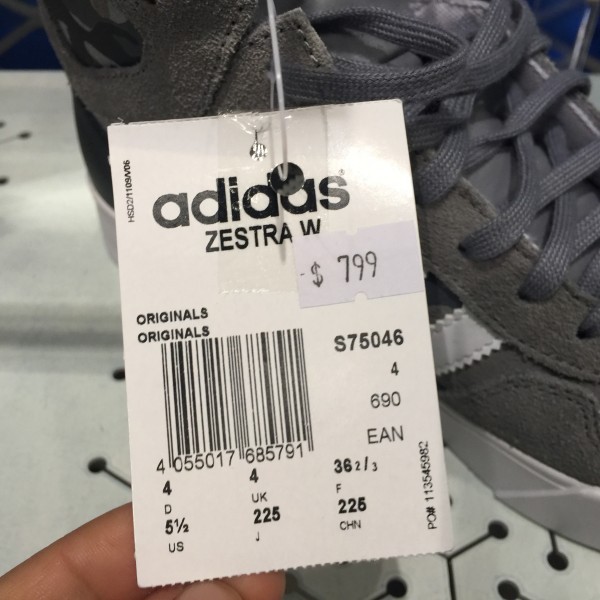 HSD2/1109/V06
adidas
ZESTRA W
$ 799
ORIGINALS
ORIGINALS
S75046
4
690
EAN
4 055017 685791
4
D
4
UK
36 2/3
F
5½
US
225
J
225
CHN
PO# 113545982